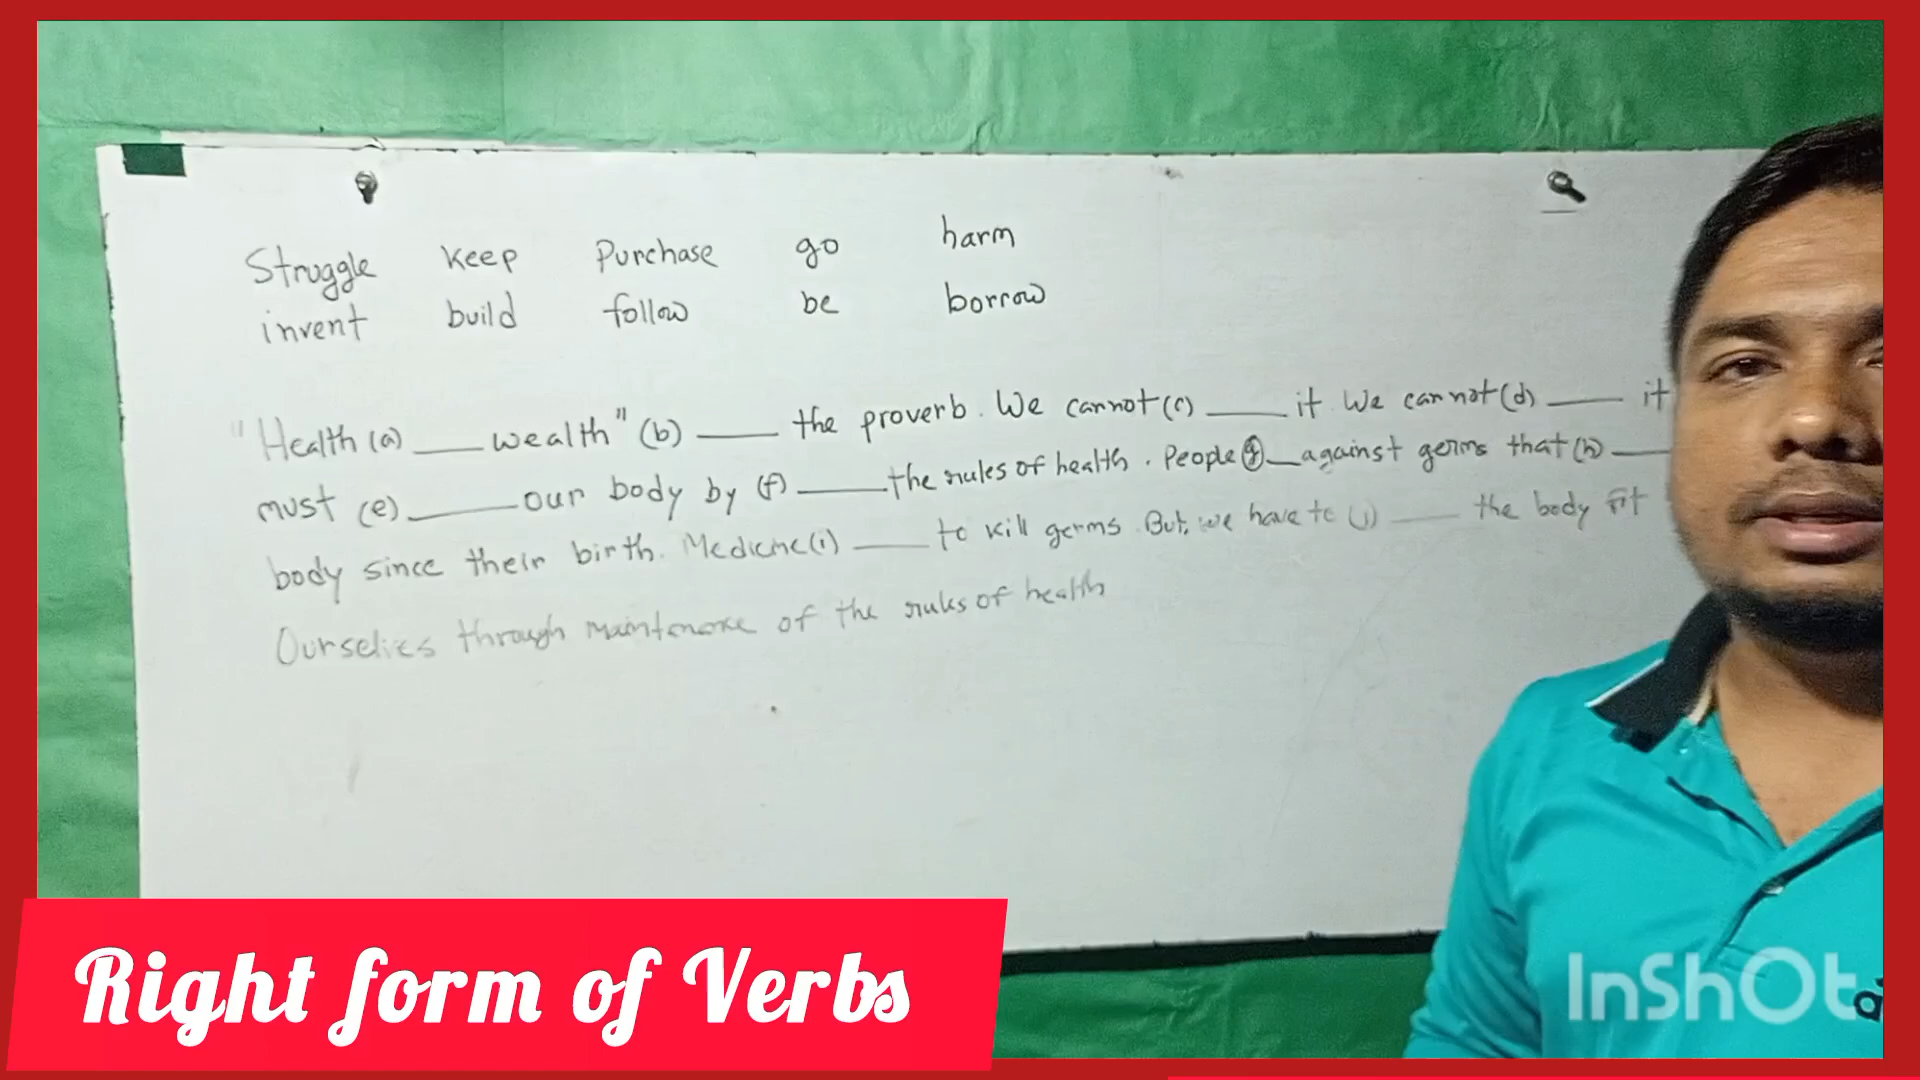 Struggle keep Purchase go harm
invent build follow be borrow
"Health (a) ___ wealth" (b) ___ the proverb. We cannot (c) ___ it. We cannot (d) ___ it
must (e) ___ our body by (f) ___ the rules of health. People (g) ___ against germs that (h) ___
body since their birth. Medicine (i) ___ to kill germs. But, we have to (j) ___ the body fit
Ourselves through of the rules of health
Right form of Verbs
InShOt